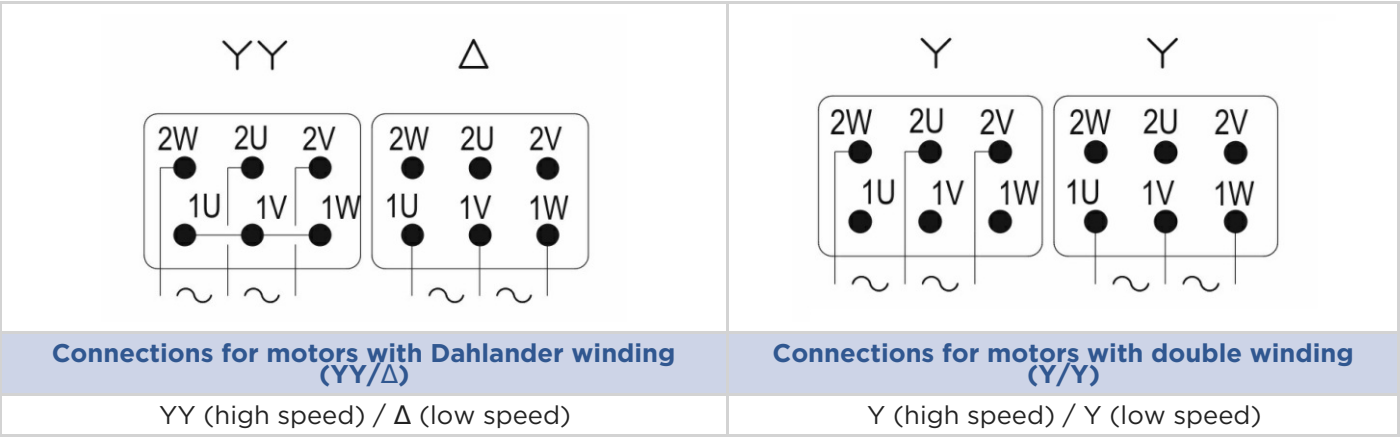 YY Δ
2W 2U 2V
1U 1V 1W
2W 2U 2V
1U 1V 1W
Connections for motors with Dahlander winding
(YY/Δ)
YY (high speed) / Δ (low speed)
Y Y
2W 2U 2V
1U 1V 1W
2W 2U 2V
1U 1V 1W
Connections for motors with double winding
(Y/Y)
Y (high speed) / Y (low speed)